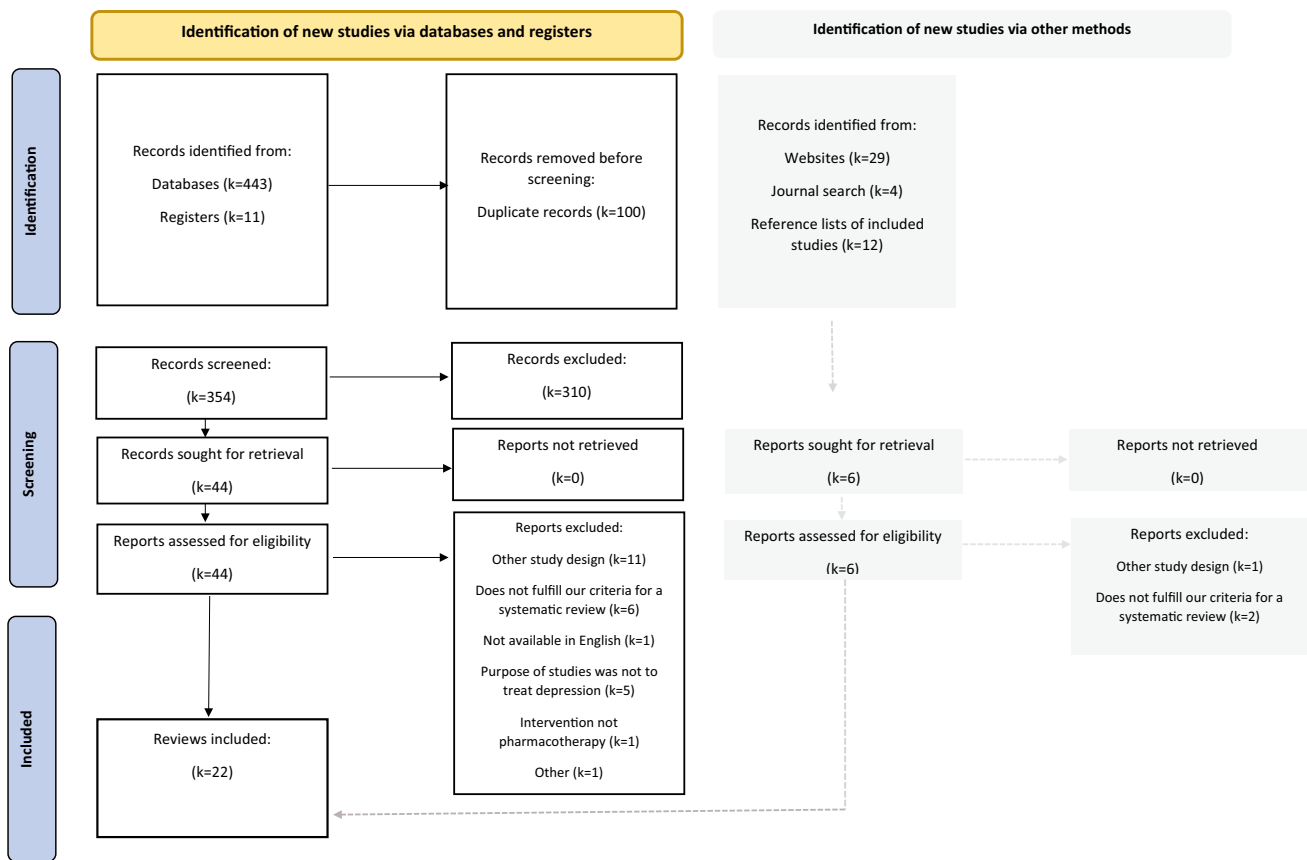 Identification of new studies via databases and registers
Identification of new studies via other methods
Identification
Records identified from:
Databases (k=443)
Registers (k=11)
Records removed before
screening:
Duplicate records (k=100)
Records identified from:
Websites (k=29)
Journal search (k=4)
Reference lists of included
studies (k=12)
Screening
Records screened:
(k=354)
Records excluded:
(k=310)
Records sought for retrieval
(k=44)
Reports not retrieved
(k=0)
Reports sought for retrieval
(k=6)
Reports not retrieved
(k=0)
Reports assessed for eligibility
(k=44)
Reports excluded:
Other study design (k=11)
Does not fulfill our criteria for a
systematic review (k=6)
Not available in English (k=1)
Purpose of studies was not to
treat depression (k=5)
Intervention not
pharmacotherapy (k=1)
Other (k=1)
Reports assessed for eligibility
(k=6)
Reports excluded:
Other study design (k=1)
Does not fulfill our criteria for a
systematic review (k=2)
Included
Reviews included:
(k=22)